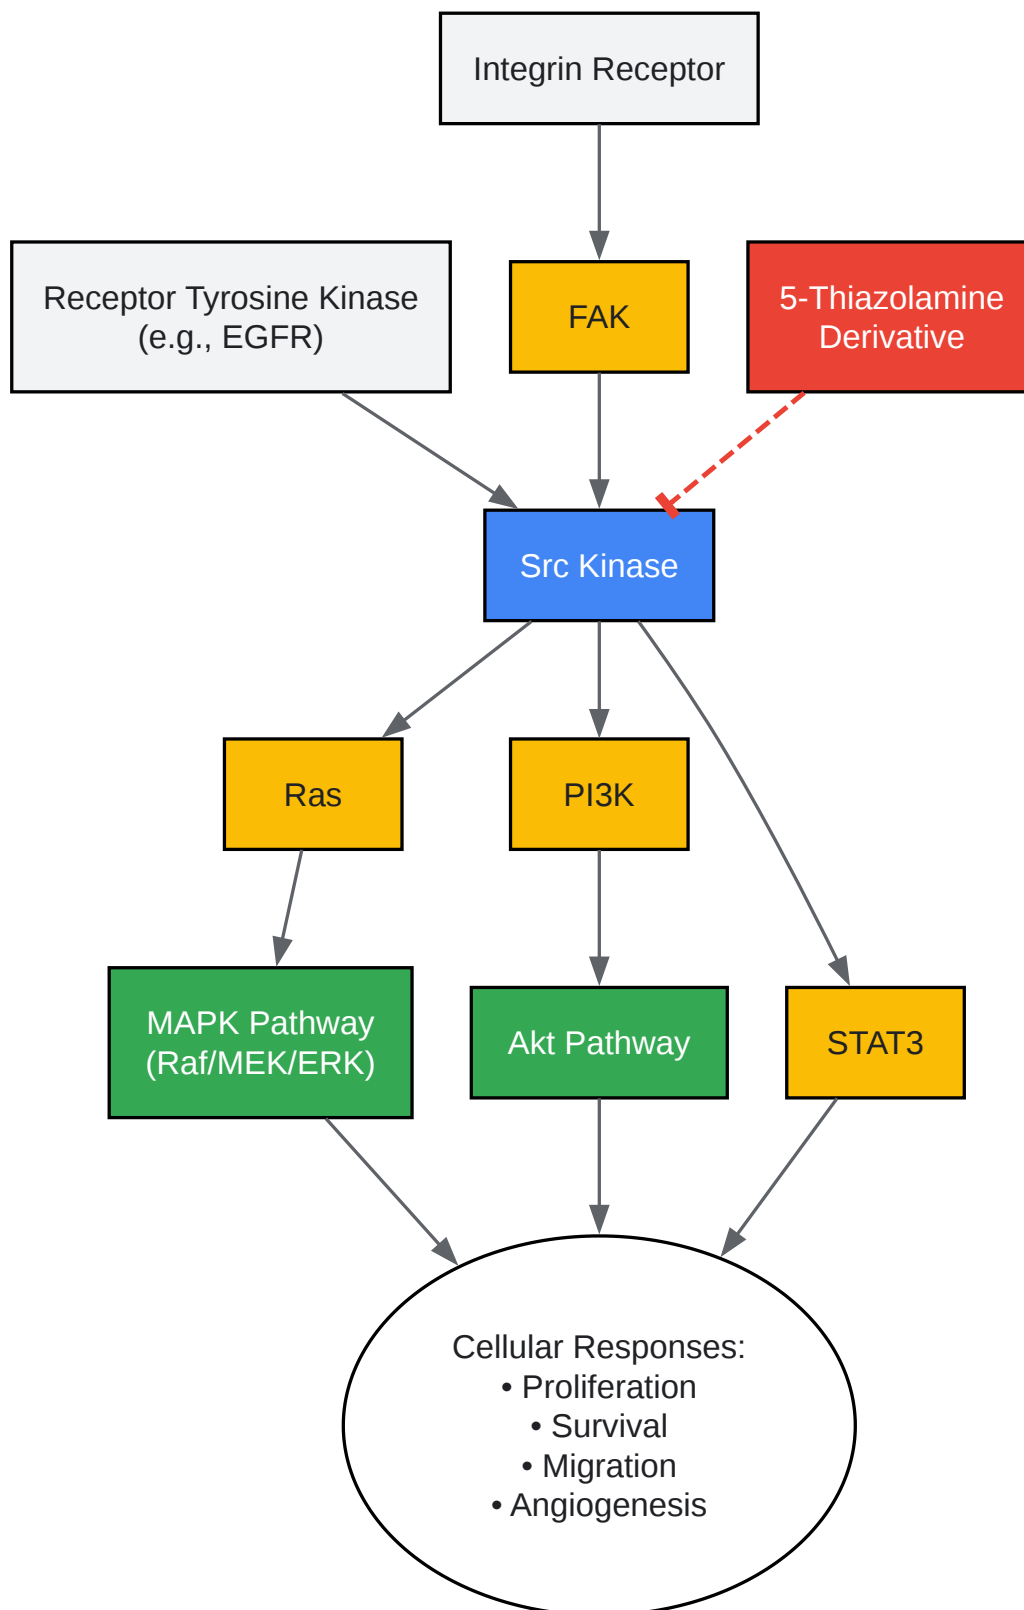 Integrin Receptor
Receptor Tyrosine Kinase
(e.g., EGFR)
FAK
5-Thiazolamine
Derivative
Src Kinase
Ras
PI3K
MAPK Pathway
(Raf/MEK/ERK)
Akt Pathway
STAT3
Cellular Responses:
• Proliferation
• Survival
• Migration
• Angiogenesis